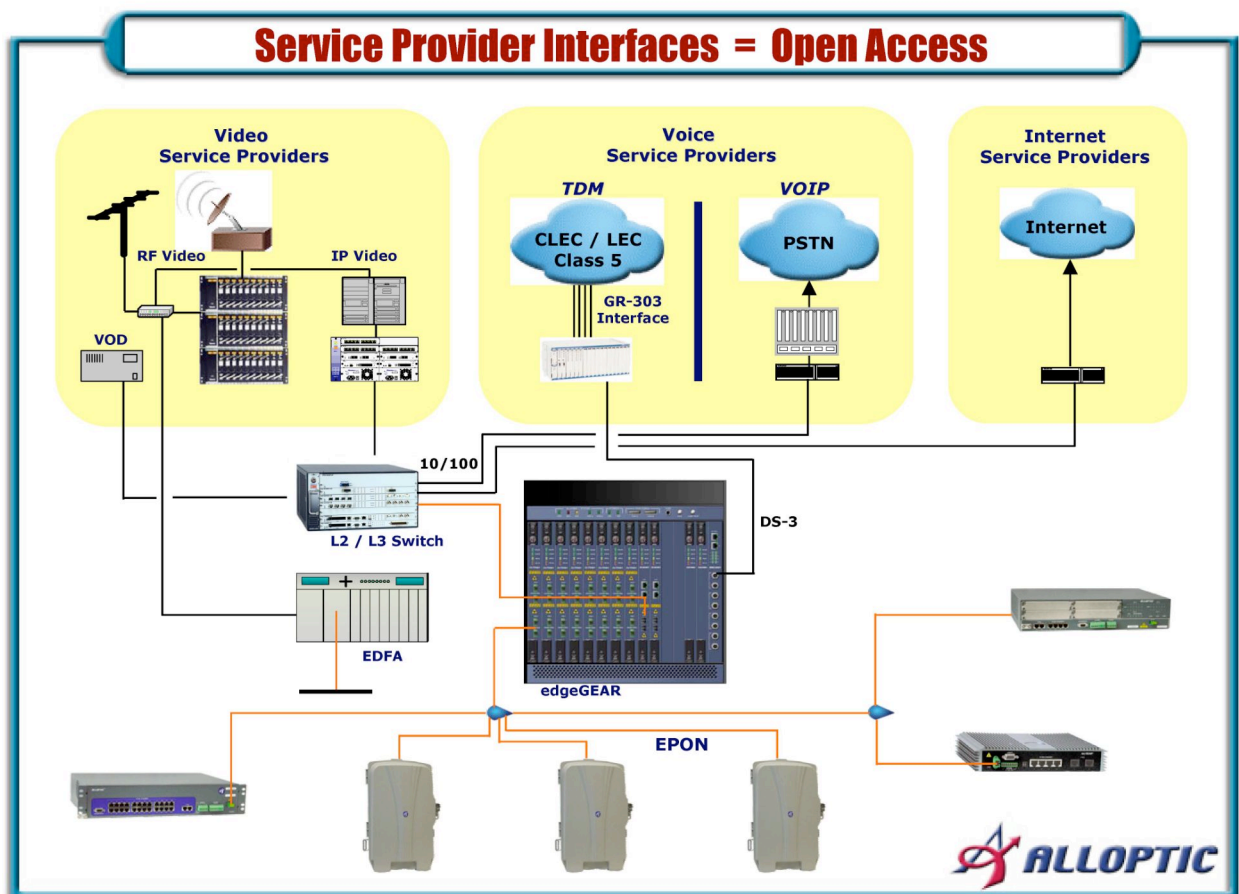 Service Provider Interfaces = Open Access
Video
Service Providers
RF Video
IP Video
VOD
Voice
Service Providers
TDM
VOIP
CLEC / LEC
Class 5
PSTN
GR-303
Interface
Internet
Service Providers
Internet
10/100
L2 / L3 Switch
DS-3
EDFA
edgeGEAR
EPON
ALLOPTIC